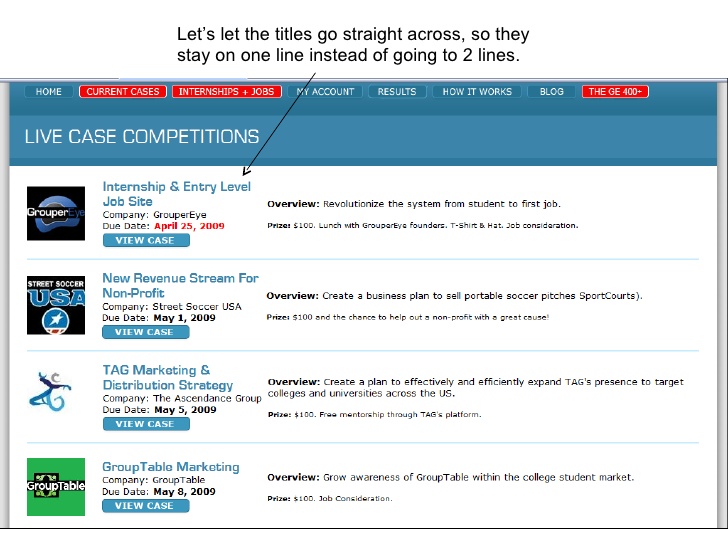 Let's let the titles go straight across, so they
stay on one line instead of going to 2 lines.
HOME CURRENT CASES INTERNSHIPS + JOBS MY ACCOUNT RESULTS HOW IT WORKS BLOG THE GE 400+
LIVE CASE COMPETITIONS
GrouperEye
Internship & Entry Level
Job Site
Company: GrouperEye
Due Date: April 25, 2009
VIEW CASE
Overview: Revolutionize the system from student to first job.
Prize: $100. Lunch with GrouperEye founders. T-Shirt & Hat. Job consideration.
STREET SOCCER
USA
New Revenue Stream For
Non-Profit
Company: Street Soccer USA
Due Date: May 1, 2009
VIEW CASE
Overview: Create a business plan to sell portable soccer pitches SportCourts).
Prize: $100 and the chance to help out a non-profit with a great cause!
TAG Marketing &
Distribution Strategy
Company: The Ascendance Group
Due Date: May 5, 2009
VIEW CASE
Overview: Create a plan to effectively and efficiently expand TAG's presence to target
colleges and universities across the US.
Prize: $100. Free mentorship through TAG's platform.
GroupTable
GroupTable Marketing
Company: GroupTable
Due Date: May 8, 2009
VIEW CASE
Overview: Grow awareness of GroupTable within the college student market.
Prize: $100. Job Consideration.